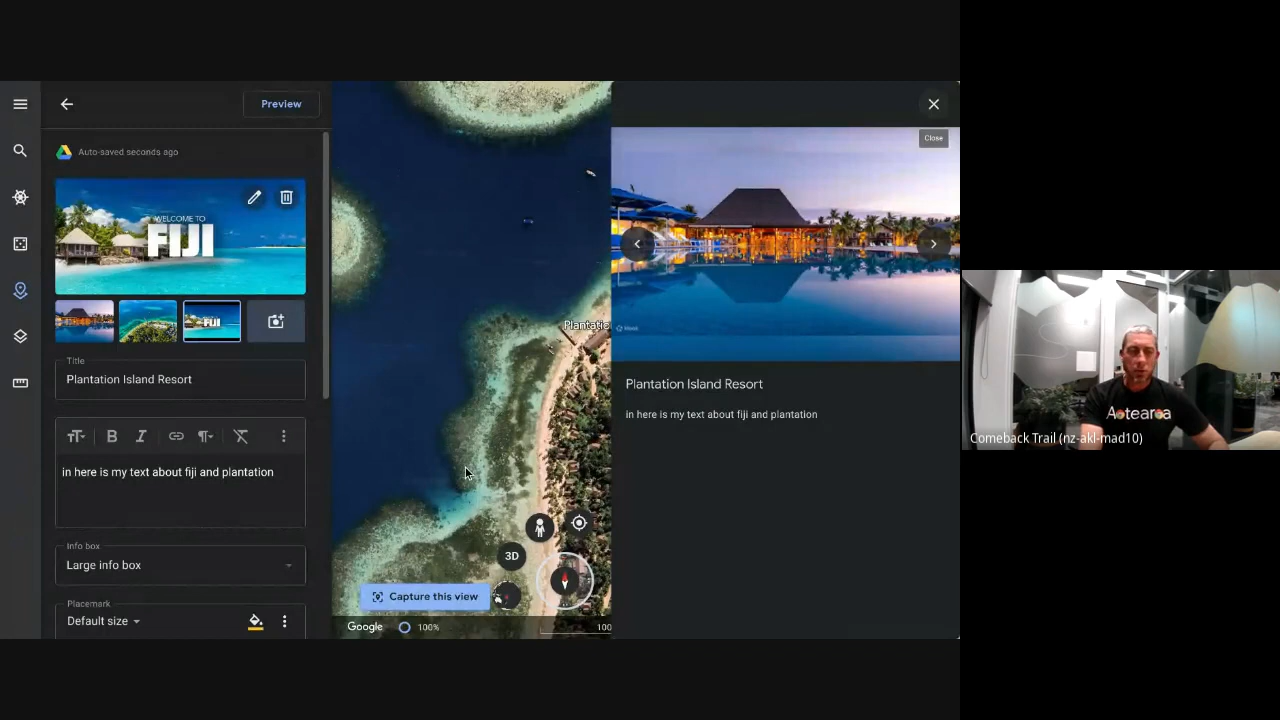 Preview
Auto-saved seconds ago
WELCOME TO
FIJI
FIJI
Title
Plantation Island Resort
in here is my text about fiji and plantation
Info box
Large info box
Placemark
Default size
Plantatio
3D
Capture this view
Google
100%
100
Close
Plantation Island Resort
in here is my text about fiji and plantation
Aotearoa
Comeback Trail (nz-akl-mad10)